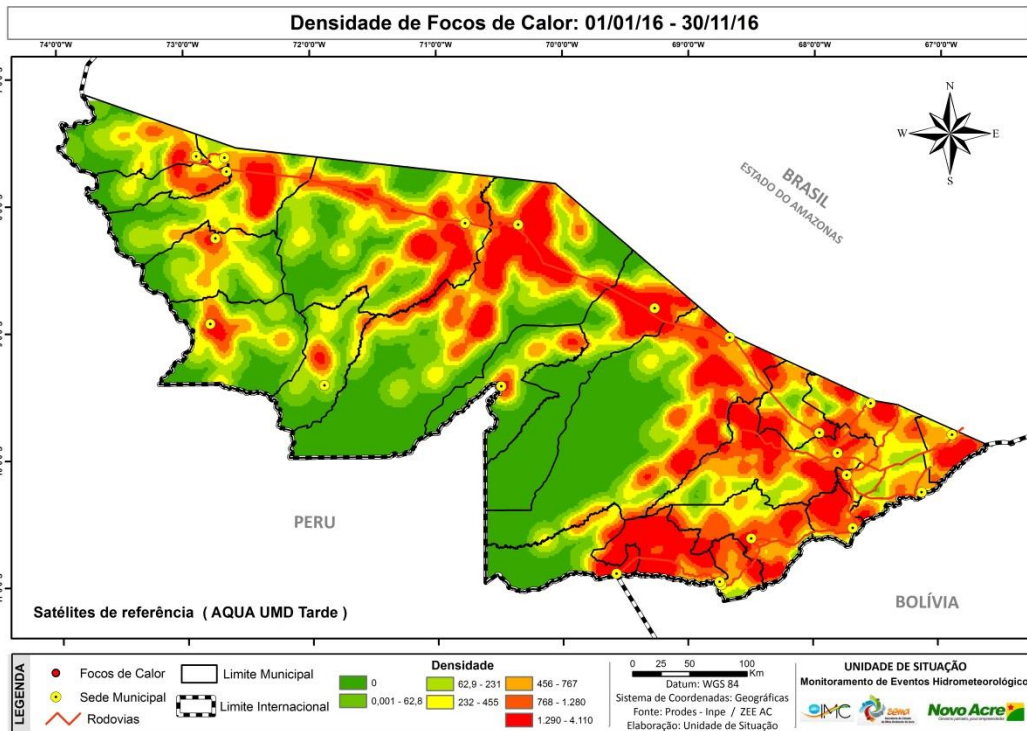 Densidade de Focos de Calor: 01/01/16 - 30/11/16
74°0'0"W 73°0'0"W 72°0'0"W 71°0'0"W 70°0'0"W 69°0'0"W 68°0'0"W 67°0'0"W
N
W E
S
BRASIL
ESTADO DO AMAZONAS
PERU
BOLÍVIA
Satélites de referência ( AQUA UMD Tarde )
LEGENDA
Focos de Calor
Sede Municipal
Rodovias
Limite Municipal
Limite Internacional
Densidade
0
0,001 - 62,8
62,9 - 231
232 - 455
456 - 767
768 - 1.280
1.290 - 4.110
0 25 50 100
Km
Datum: WGS 84
Sistema de Coordenadas: Geográficas
Fonte: Prodes - Inpe / ZEE AC
Elaboração: Unidade de Situação
UNIDADE DE SITUAÇÃO
Monitoramento de Eventos Hidrometeorológico
IMC
Novo Acre